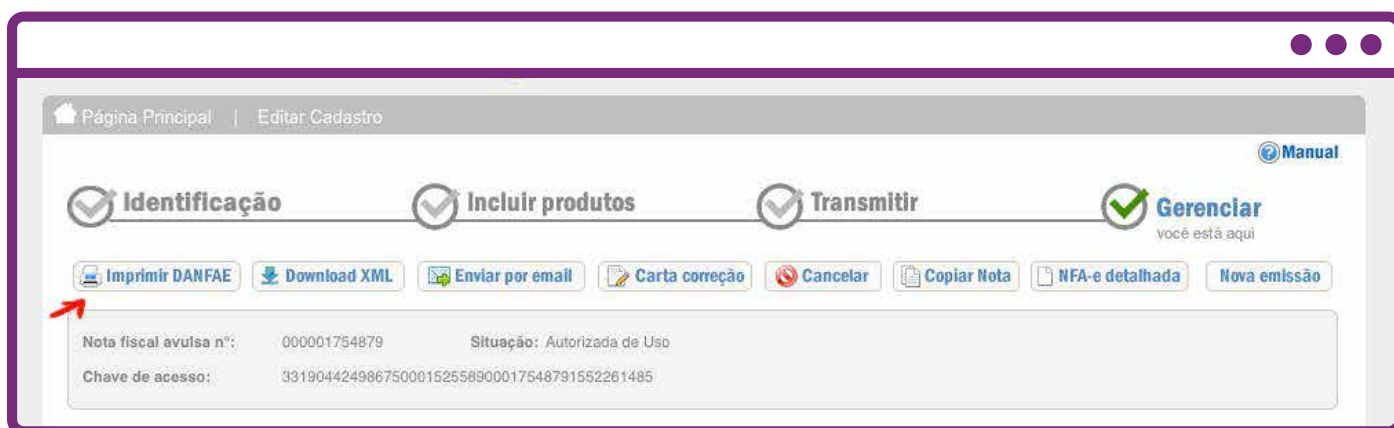 Página Principal | Editar Cadastro
Manual
Identificação Incluir produtos Transmitir Gerenciar
você está aqui
Imprimir DANFAE Download XML Enviar por email Carta correção Cancelar Copiar Nota NFA-e detalhada Nova emissão
Nota fiscal avulsa n°: 000001754879 Situação: Autorizada de Uso
Chave de acesso: 33190442498675000152558900017548791552261485